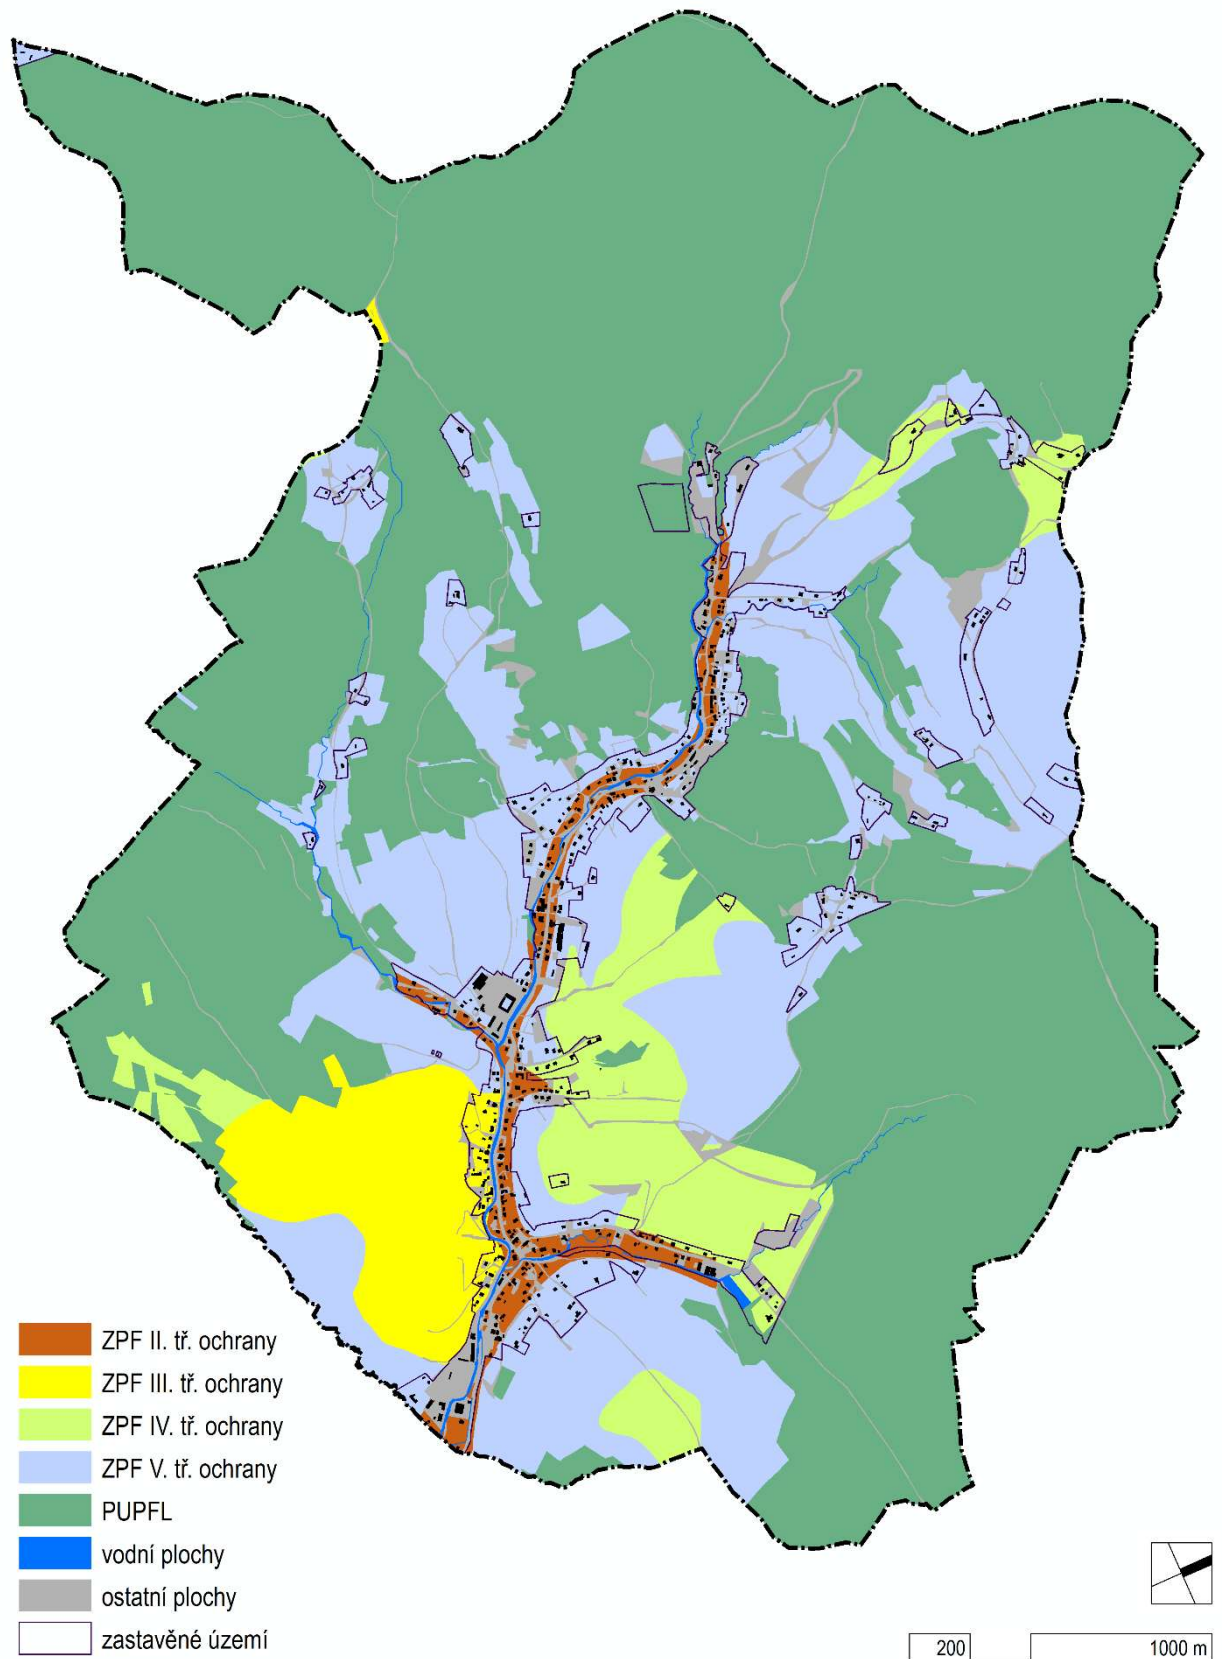 ZPF II. tř. ochrany
ZPF III. tř. ochrany
ZPF IV. tř. ochrany
ZPF V. tř. ochrany
PUPFL
vodní plochy
ostatní plochy
zastavěné území
200 1000 m